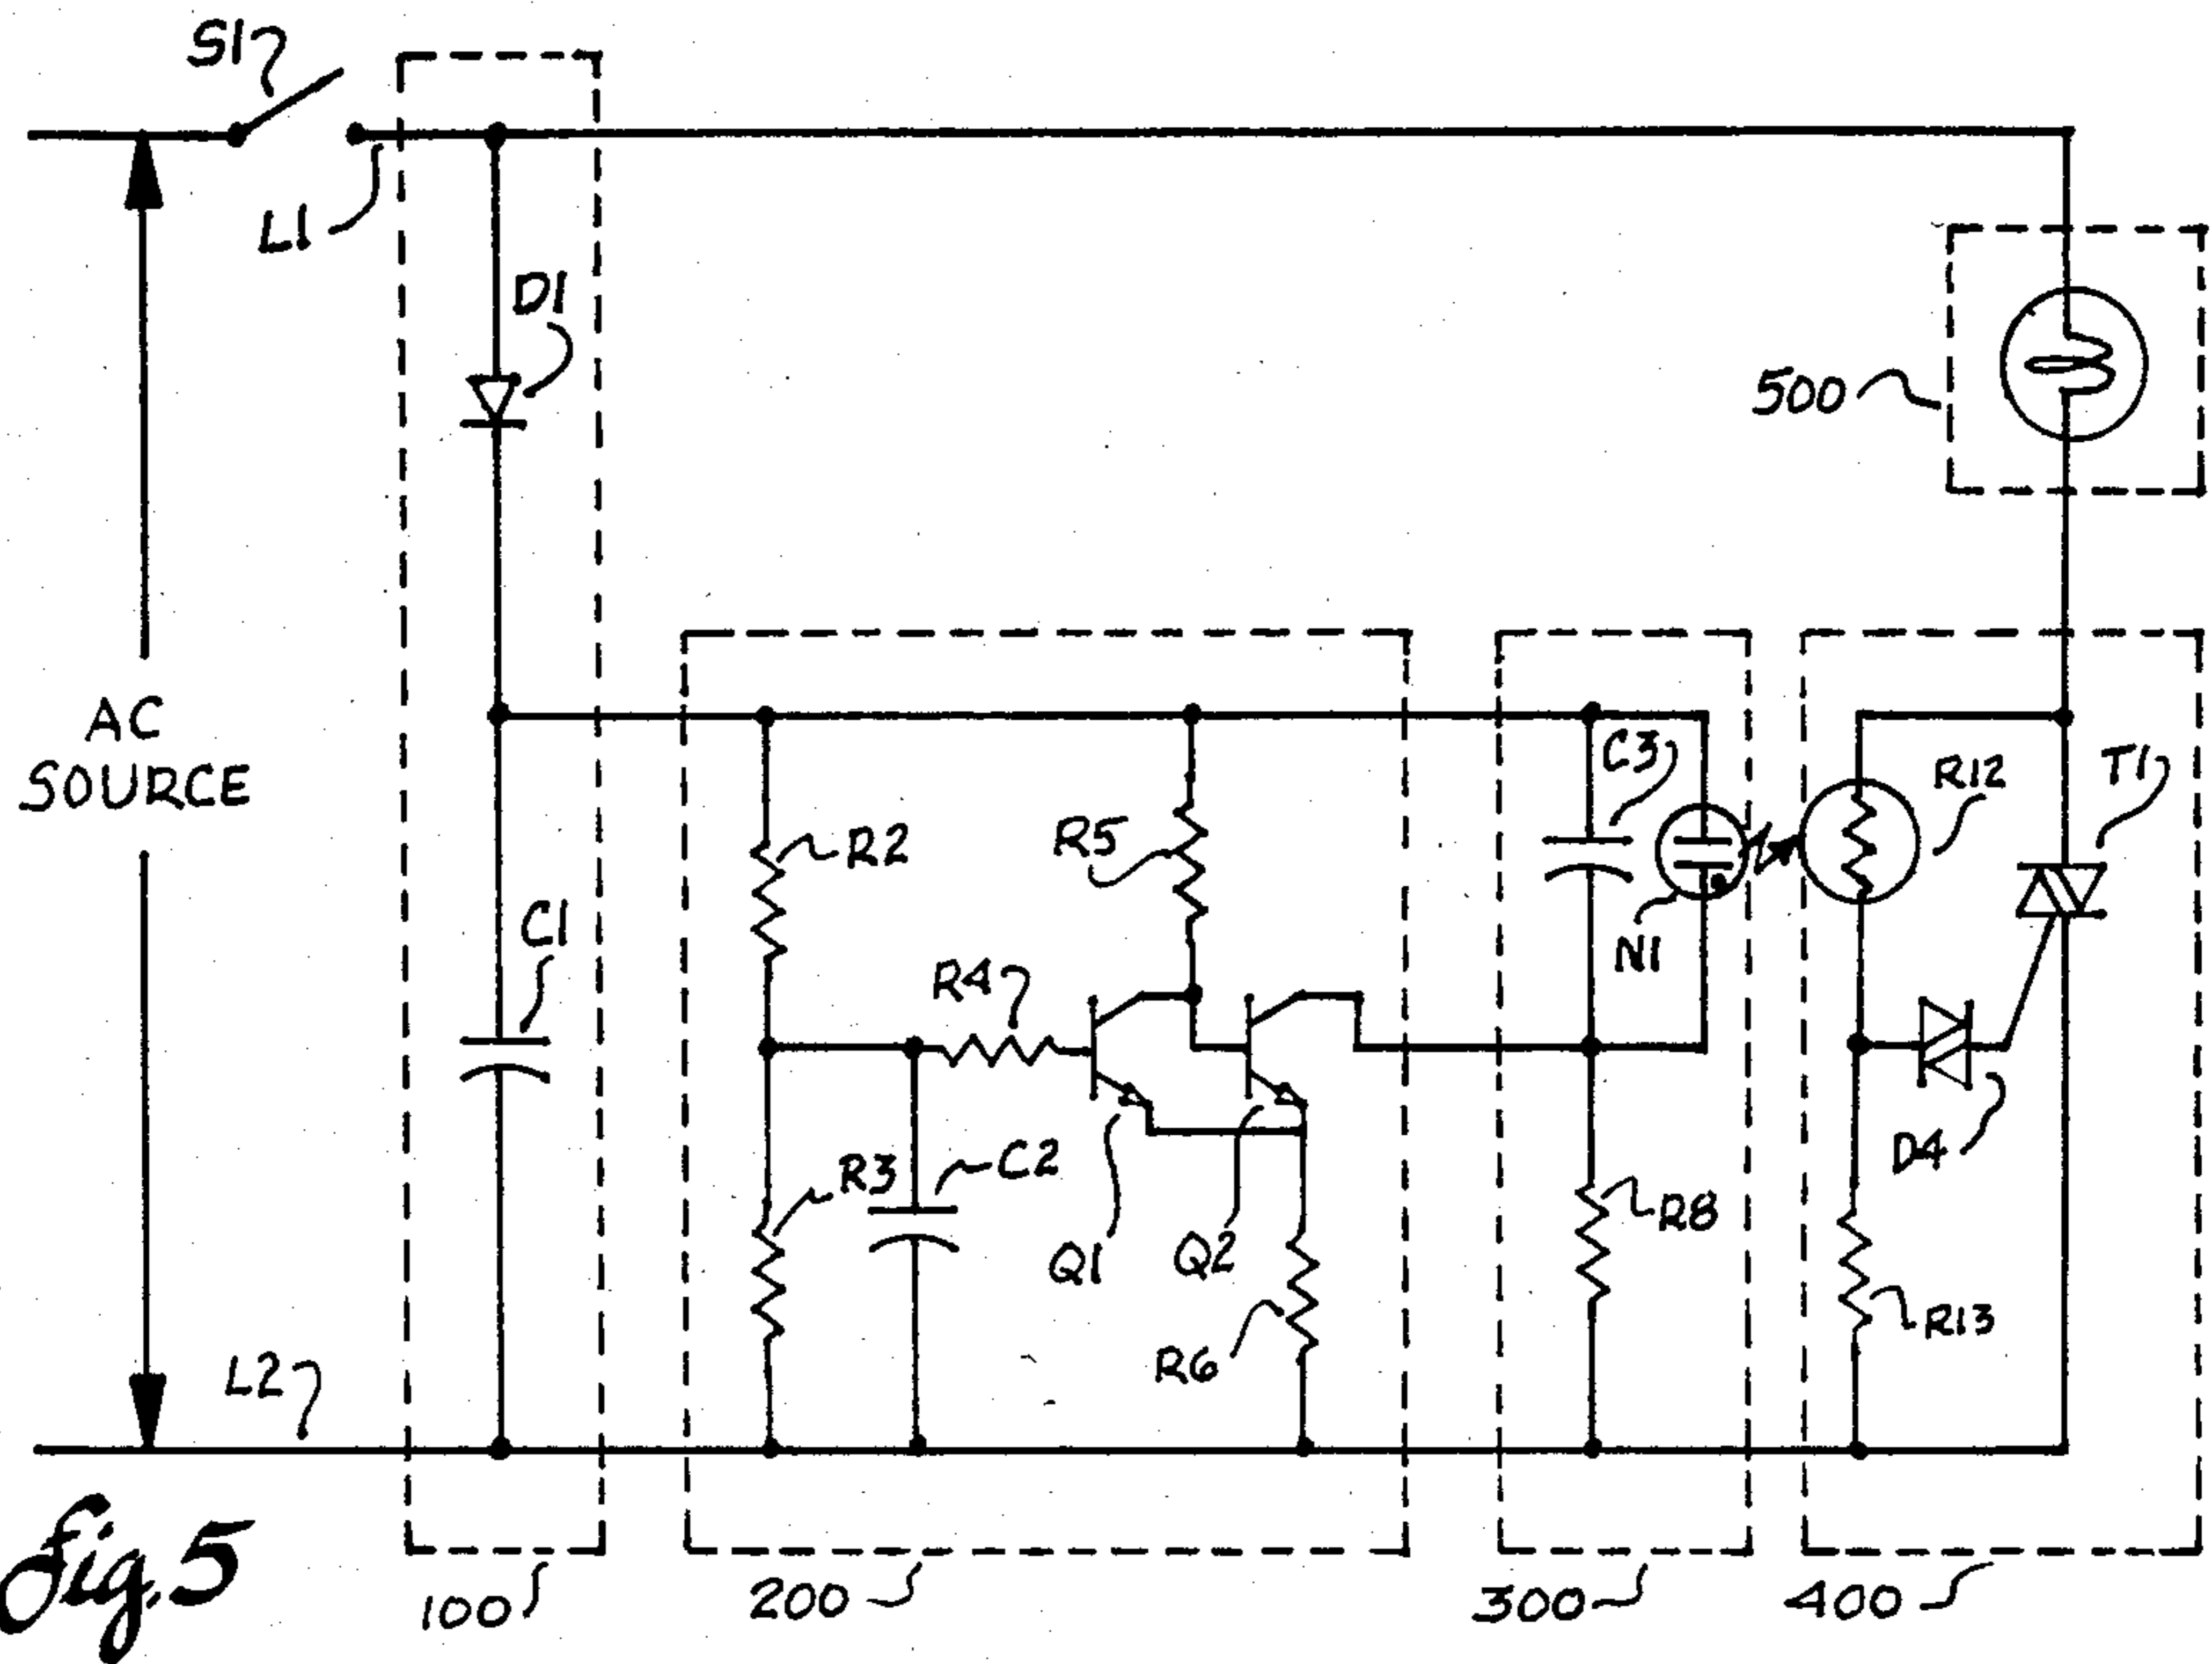 S1
L1
D1
500
AC
SOURCE
C3
R12
T1
R2
R5
C1
R4
N1
D4
R3
C2
Q1
Q2
R8
R6
R13
L2
Fig. 5
100
200
300
400